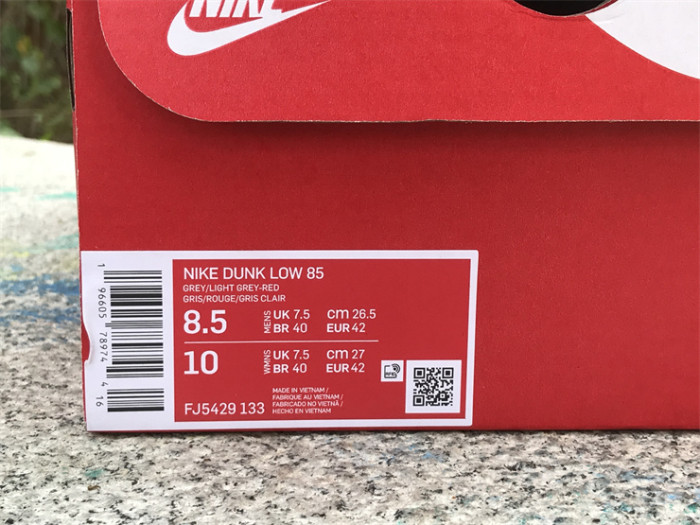 NIKE
NIKE DUNK LOW 85
GREY/LIGHT GREY-RED
GRIS/ROUGE/GRIS CLAIR
8.5 MENS UK 7.5 CM 26.5
BR 40 EUR 42
10 WMNS UK 7.5 CM 27
BR 40 EUR 42
FJ5429 133
MADE IN VIETNAM /
FABRIQUE AU VIETNAM /
FABRICADO NO VIETNÃ /
HECHO EN VIETNAM
1 96605 78974 4 16